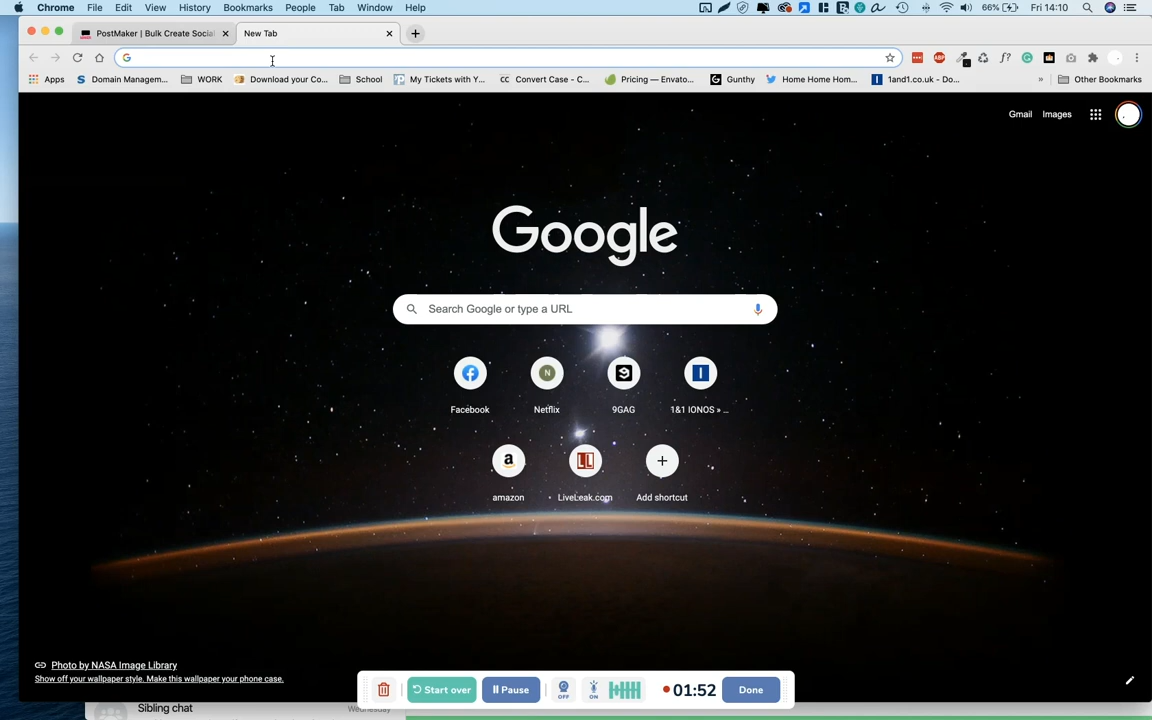 Chrome File Edit View History Bookmarks People Tab Window Help 66% Fri 14:10
PostMaker | Bulk Create Social
New Tab
Apps Domain Managem... WORK Download your Co... School My Tickets with Y... CC Convert Case - C... Pricing — Envato... Gunthy Home Home Hom... 1and1.co.uk - Do... » Other Bookmarks
Gmail Images
Google
Search Google or type a URL
Facebook Netflix 9GAG 1&1 IONOS » ...
amazon LiveLeak.com Add shortcut
Photo by NASA Image Library
Show off your wallpaper style. Make this wallpaper your phone case.
Start over Pause OFF ON 01:52 Done
Sibling chat Wednesday